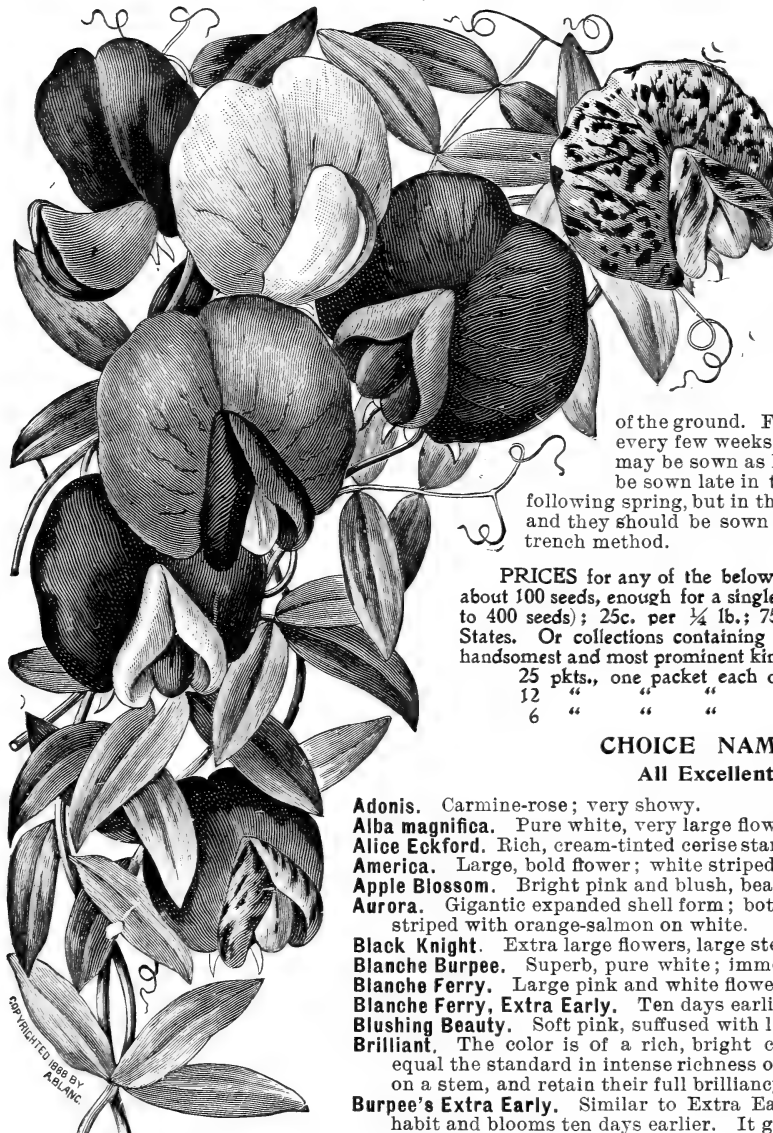 of the ground. F
every few weeks
may be sown as
be sown late in t
following spring, but in th
and they should be sown
trench method.
PRICES for any of the below
about 100 seeds, enough for a single
to 400 seeds); 25c. per ¼ lb.; 75
States. Or collections containing
handsomest and most prominent kin
25 pkts., one packet each o
12 " " "
6 " " "
CHOICE NAM
All Excellent
Adonis. Carmine-rose; very showy.
Alba magnifica. Pure white, very large flow
Alice Eckford. Rich, cream-tinted cerise stan
America. Large, bold flower; white striped
Apple Blossom. Bright pink and blush, bea
Aurora. Gigantic expanded shell form; bot
striped with orange-salmon on white.
Black Knight. Extra large flowers, large ste
Blanche Burpee. Superb, pure white; imm
Blanche Ferry. Large pink and white flowe
Blanche Ferry, Extra Early. Ten days earli
Blushing Beauty. Soft pink, suffused with l
Brilliant. The color is of a rich, bright c
equal the standard in intense richness o
on a stem, and retain their full brilliancy
Burpee's Extra Early. Similar to Extra Ea
habit and blooms ten days earlier. It g
COPYRIGHTED 1888 BY
A.BLANC.